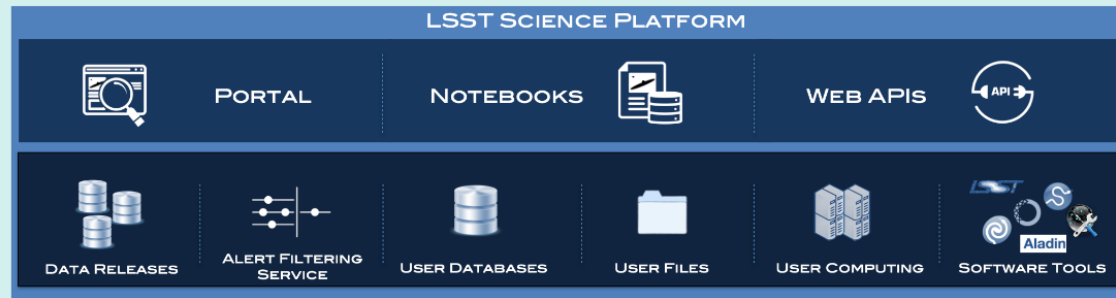 LSST SCIENCE PLATFORM
PORTAL
NOTEBOOKS
WEB APIS
API
DATA RELEASES
ALERT FILTERING
SERVICE
USER DATABASES
USER FILES
USER COMPUTING
LSST
Aladin
SOFTWARE TOOLS